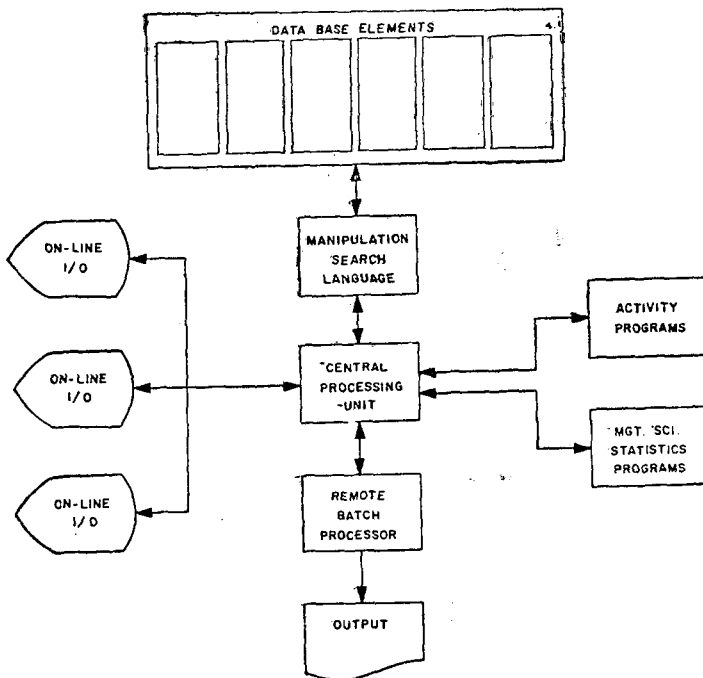 DATA BASE ELEMENTS
MANIPULATION
SEARCH
LANGUAGE
ON-LINE
I/O
ACTIVITY
PROGRAMS
CENTRAL
PROCESSING
UNIT
ON-LINE
I/O
MGT. SCI.
STATISTICS
PROGRAMS
ON-LINE
I/O
REMOTE
BATCH
PROCESSOR
OUTPUT